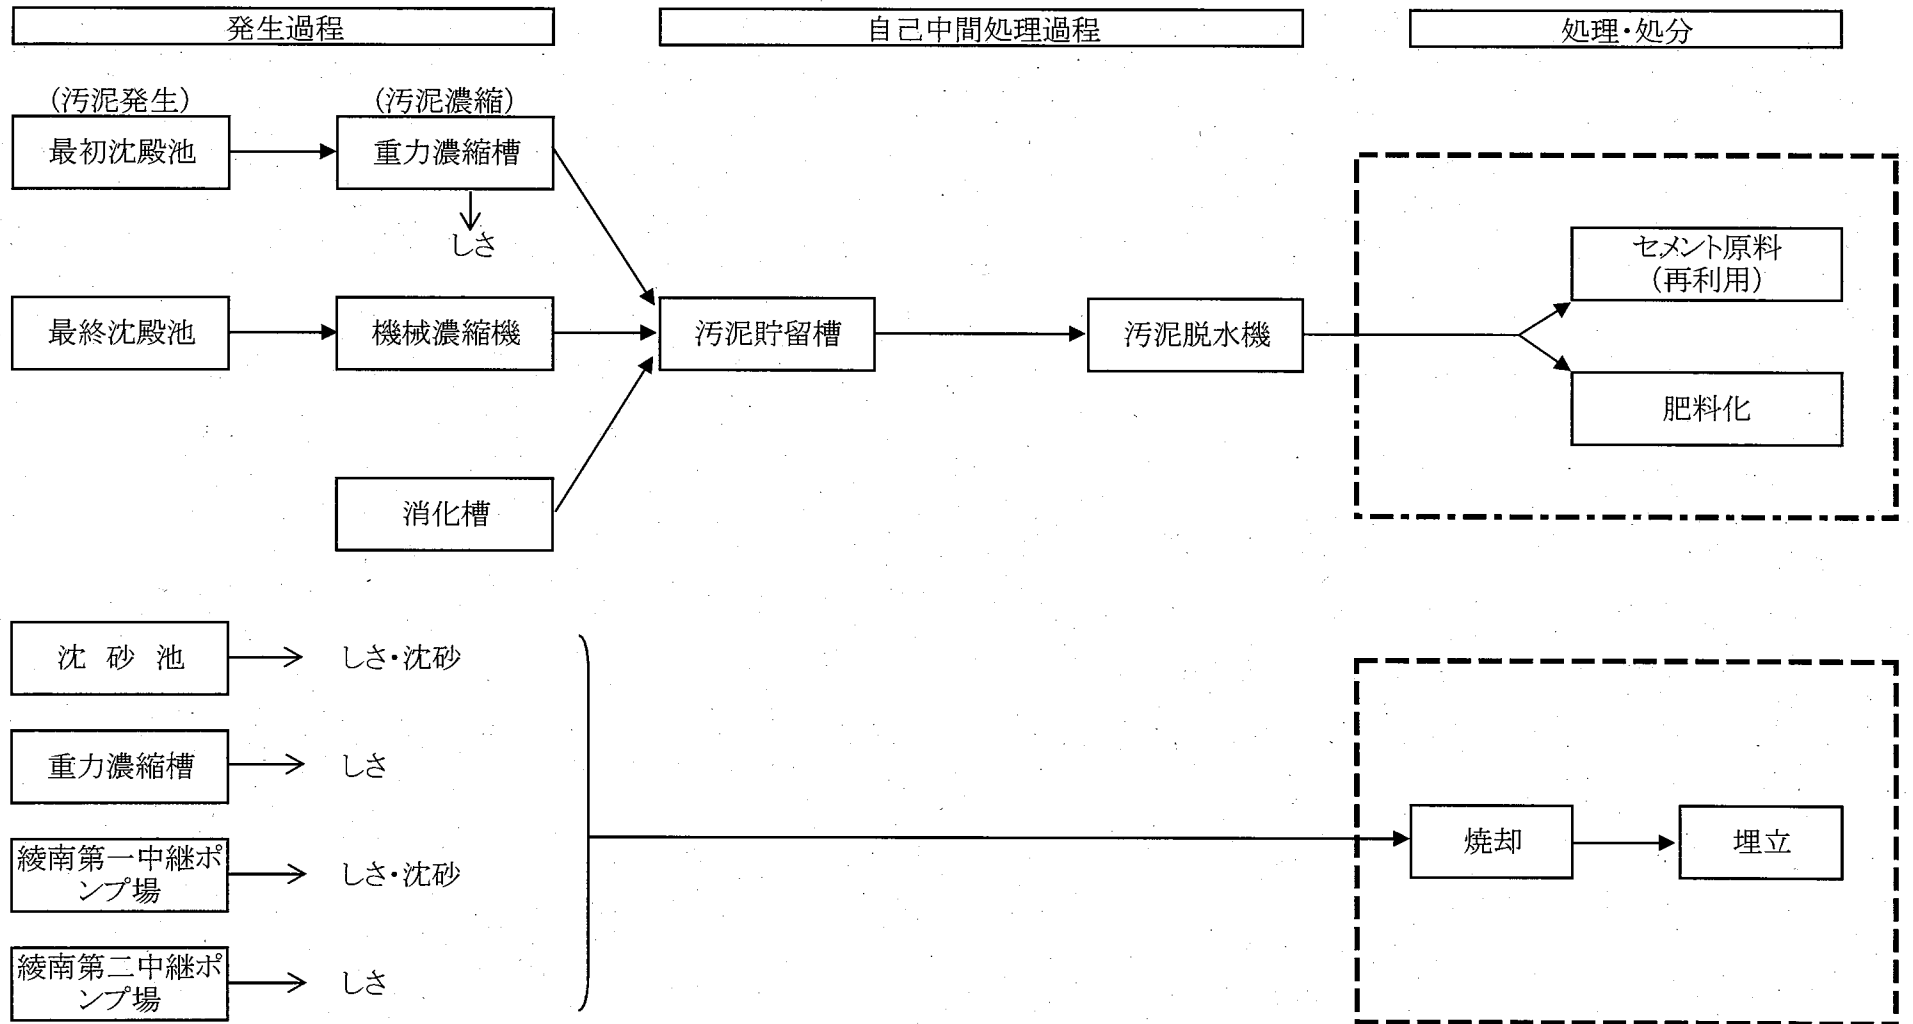 発生過程
自己中間処理過程
処理・処分
(汚泥発生)
(汚泥濃縮)
最初沈殿池
重力濃縮槽
しさ
セメント原料
(再利用)
最終沈殿池
機械濃縮機
汚泥貯留槽
汚泥脱水機
肥料化
消化槽
沈 砂 池
しさ・沈砂
重力濃縮槽
しさ
焼却
埋立
綾南第一中継ポ
ンプ場
しさ・沈砂
綾南第二中継ポ
ンプ場
しさ